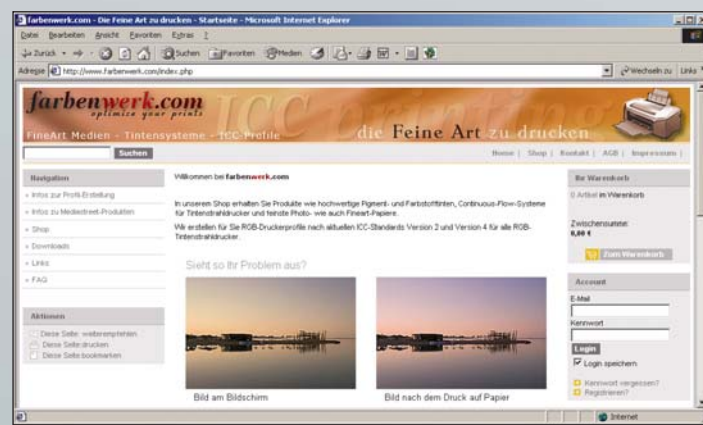 farbenwerk.com - Die Feine Art zu drucken - Startseite - Microsoft Internet Explorer
Datei Bearbeiten Ansicht Favoriten Extras ?
Zurück Suchen Favoriten Medien
Adresse http://www.farbenwerk.com/index.php Wechseln zu Links
farbenwerk.com ICC printing
optimize your prints
FineArt Medien - Tintensysteme - ICC-Profile die Feine Art zu drucken
Suchen Home | Shop | Kontakt | AGB | Impressum |
Navigation
» Infos zur Profil-Erstellung
» Infos zu Mediastreet-Produkten
» Shop
» Downloads
» Links
» FAQ
Aktionen
Diese Seite: weiterempfehlen
Diese Seite:drucken
Diese Seite:bookmarken
Willkommen bei farbenwerk.com
In unserem Shop erhalten Sie Produkte wie hochwertige Pigment- und Farbstofftinten, Continuous-Flow-Systeme
für Tintenstrahldrucker und feinste Photo- wie auch Fineart-Papiere.
Wir erstellen für Sie RGB-Druckerprofile nach aktuellen ICC-Standards Version 2 und Version 4 für alle RGB-
Tintenstrahldrucker.
Sieht so Ihr Problem aus?
Bild am Bildschirm Bild nach dem Druck auf Papier
Ihr Warenkorb
0 Artikel im Warenkorb
Zwischensumme:
0,00 €
Zum Warenkorb
Account
E-Mail
Kennwort
Login
Login speichern
Kennwort vergessen?
Registrieren?
Internet